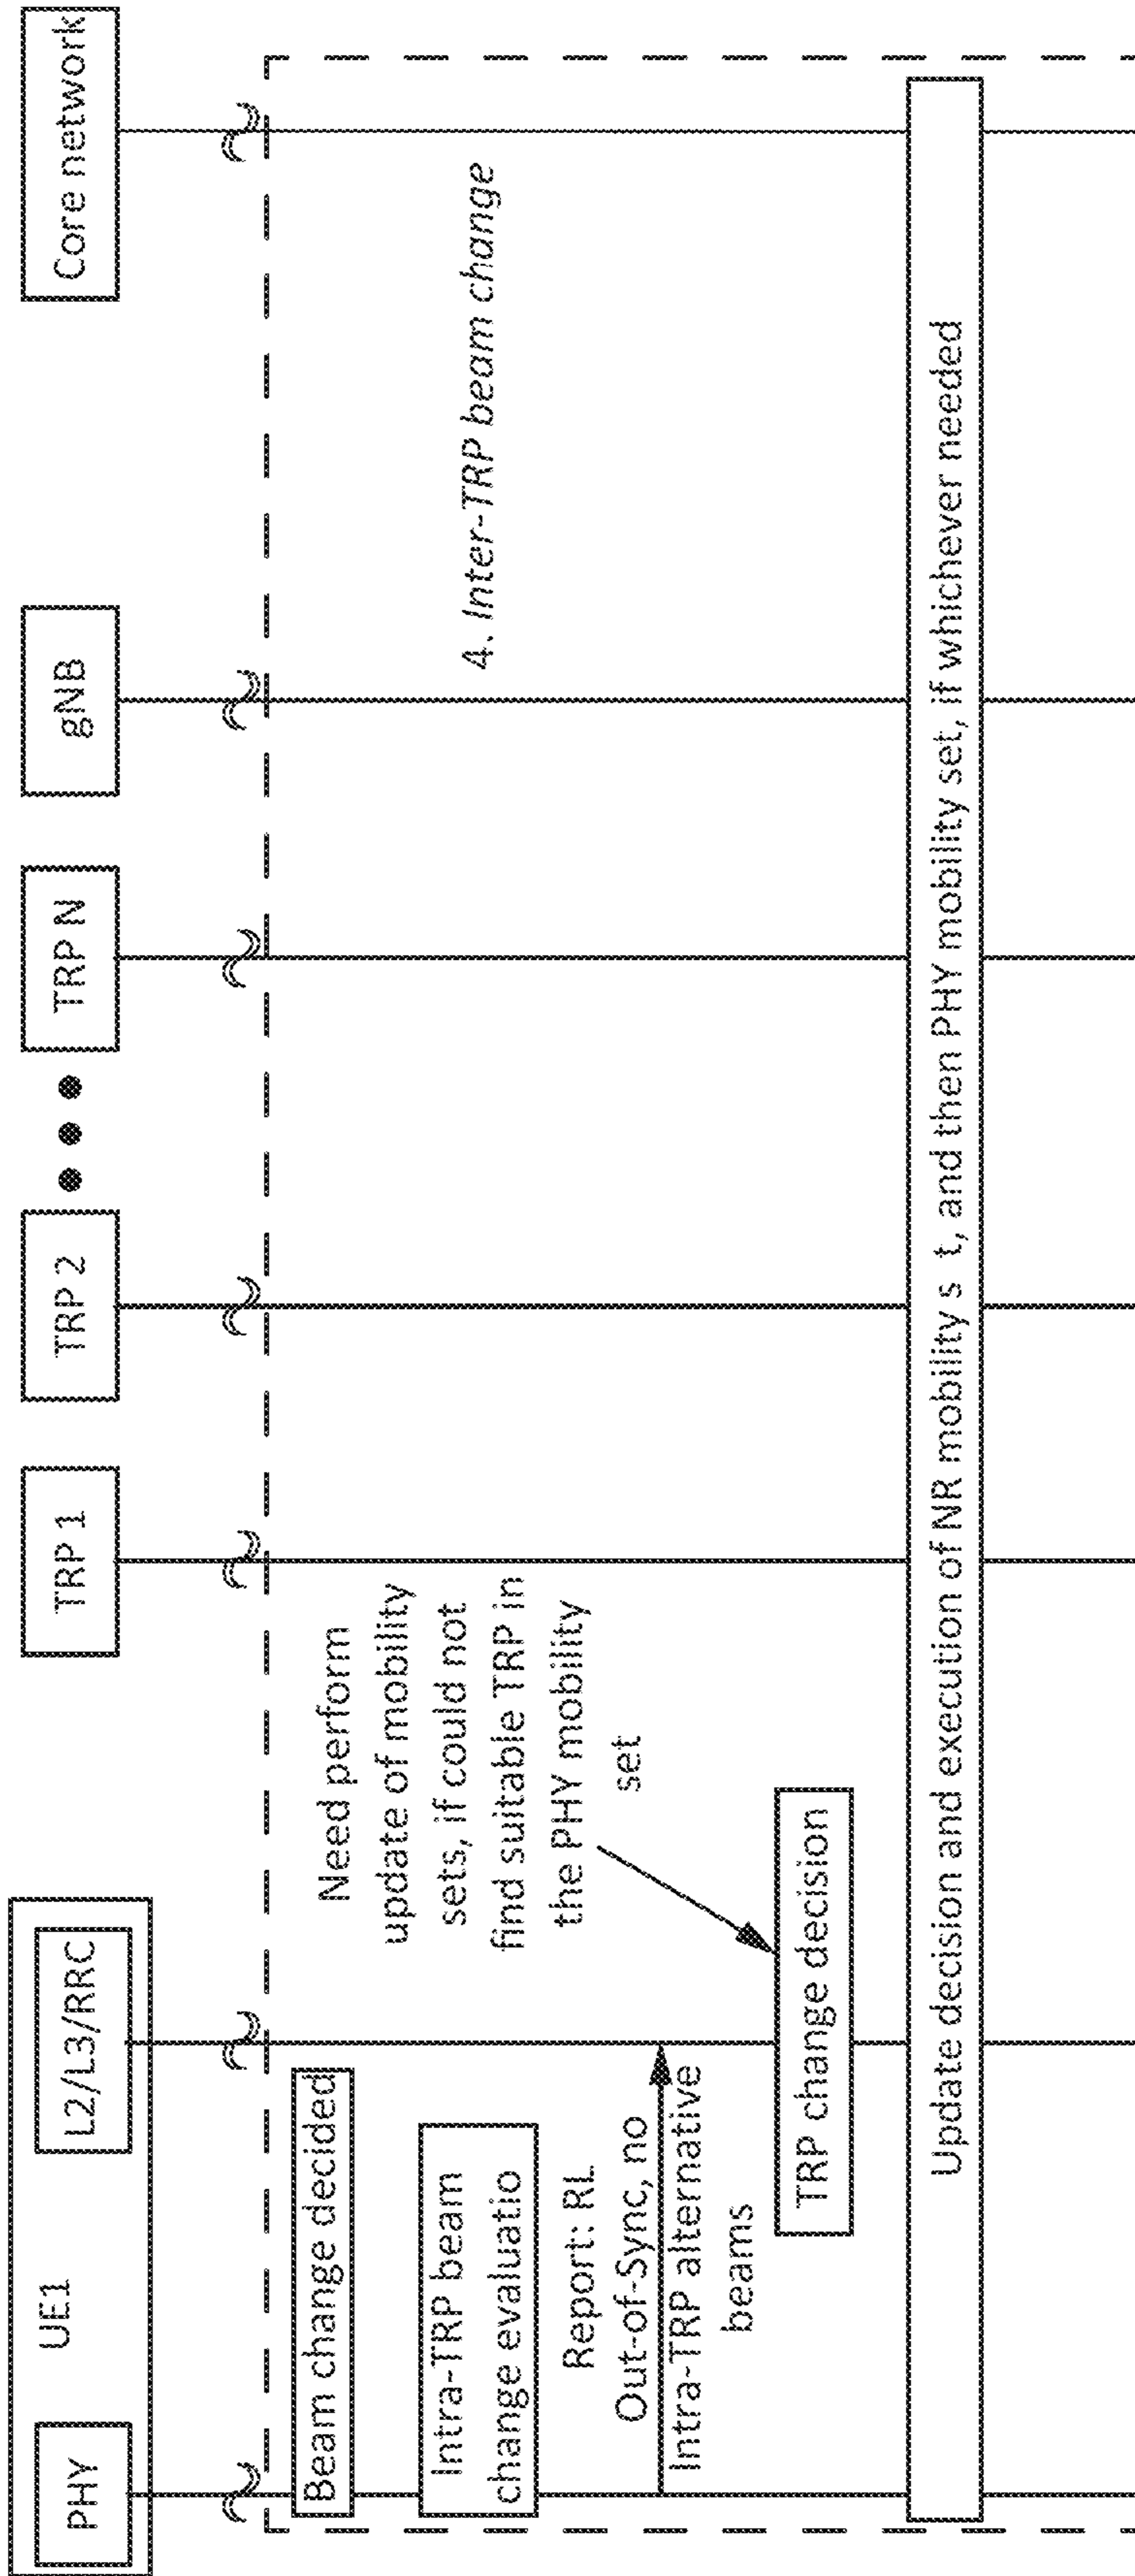 UE1
PHY
L2/L3/RRC
TRP 1
TRP 2
TRP N
gNB
Core network
Beam change decided
Intra-TRP beam
change evaluatio
Need perform
update of mobility
sets, if could not
find suitable TRP in
the PHY mobility
set
4. Inter-TRP beam change
Report: RL
Out-of-Sync, no
Intra-TRP alternative
beams
TRP change decision
Update decision and execution of NR mobility s t, and then PHY mobility set, if whichever needed